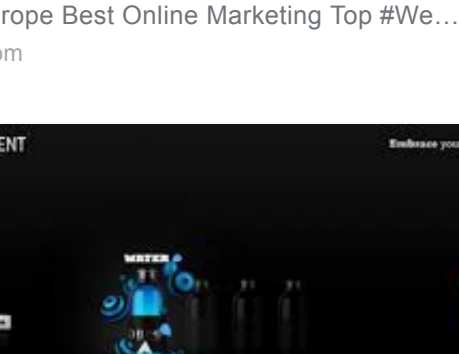 rope Best Online Marketing Top #We...
om
ENT
Embrace you
WATER